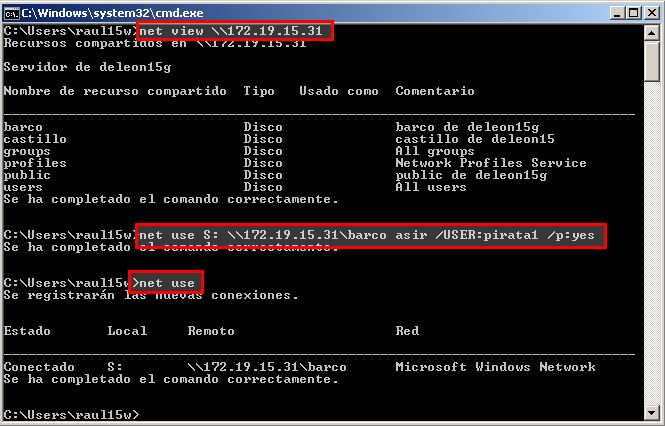 C:\Windows\system32\cmd.exe
C:\Users\raul15w>net view \\172.19.15.31
Recursos compartidos en \\172.19.15.31
Servidor de deleon15g
Nombre de recurso compartido Tipo Usado como Comentario
barco Disco barco de deleon15g
castillo Disco castillo de deleon15
groups Disco All groups
profiles Disco Network Profiles Service
public Disco public de deleon15g
users Disco All users
Se ha completado el comando correctamente.
C:\Users\raul15w>net use S: \\172.19.15.31\barco asir /USER:pirata1 /p:yes
Se ha completado el comando correctamente.
C:\Users\raul15w>net use
Se registrarán las nuevas conexiones.
Estado Local Remoto Red
Conectado S: \\172.19.15.31\barco Microsoft Windows Network
Se ha completado el comando correctamente.
C:\Users\raul15w>